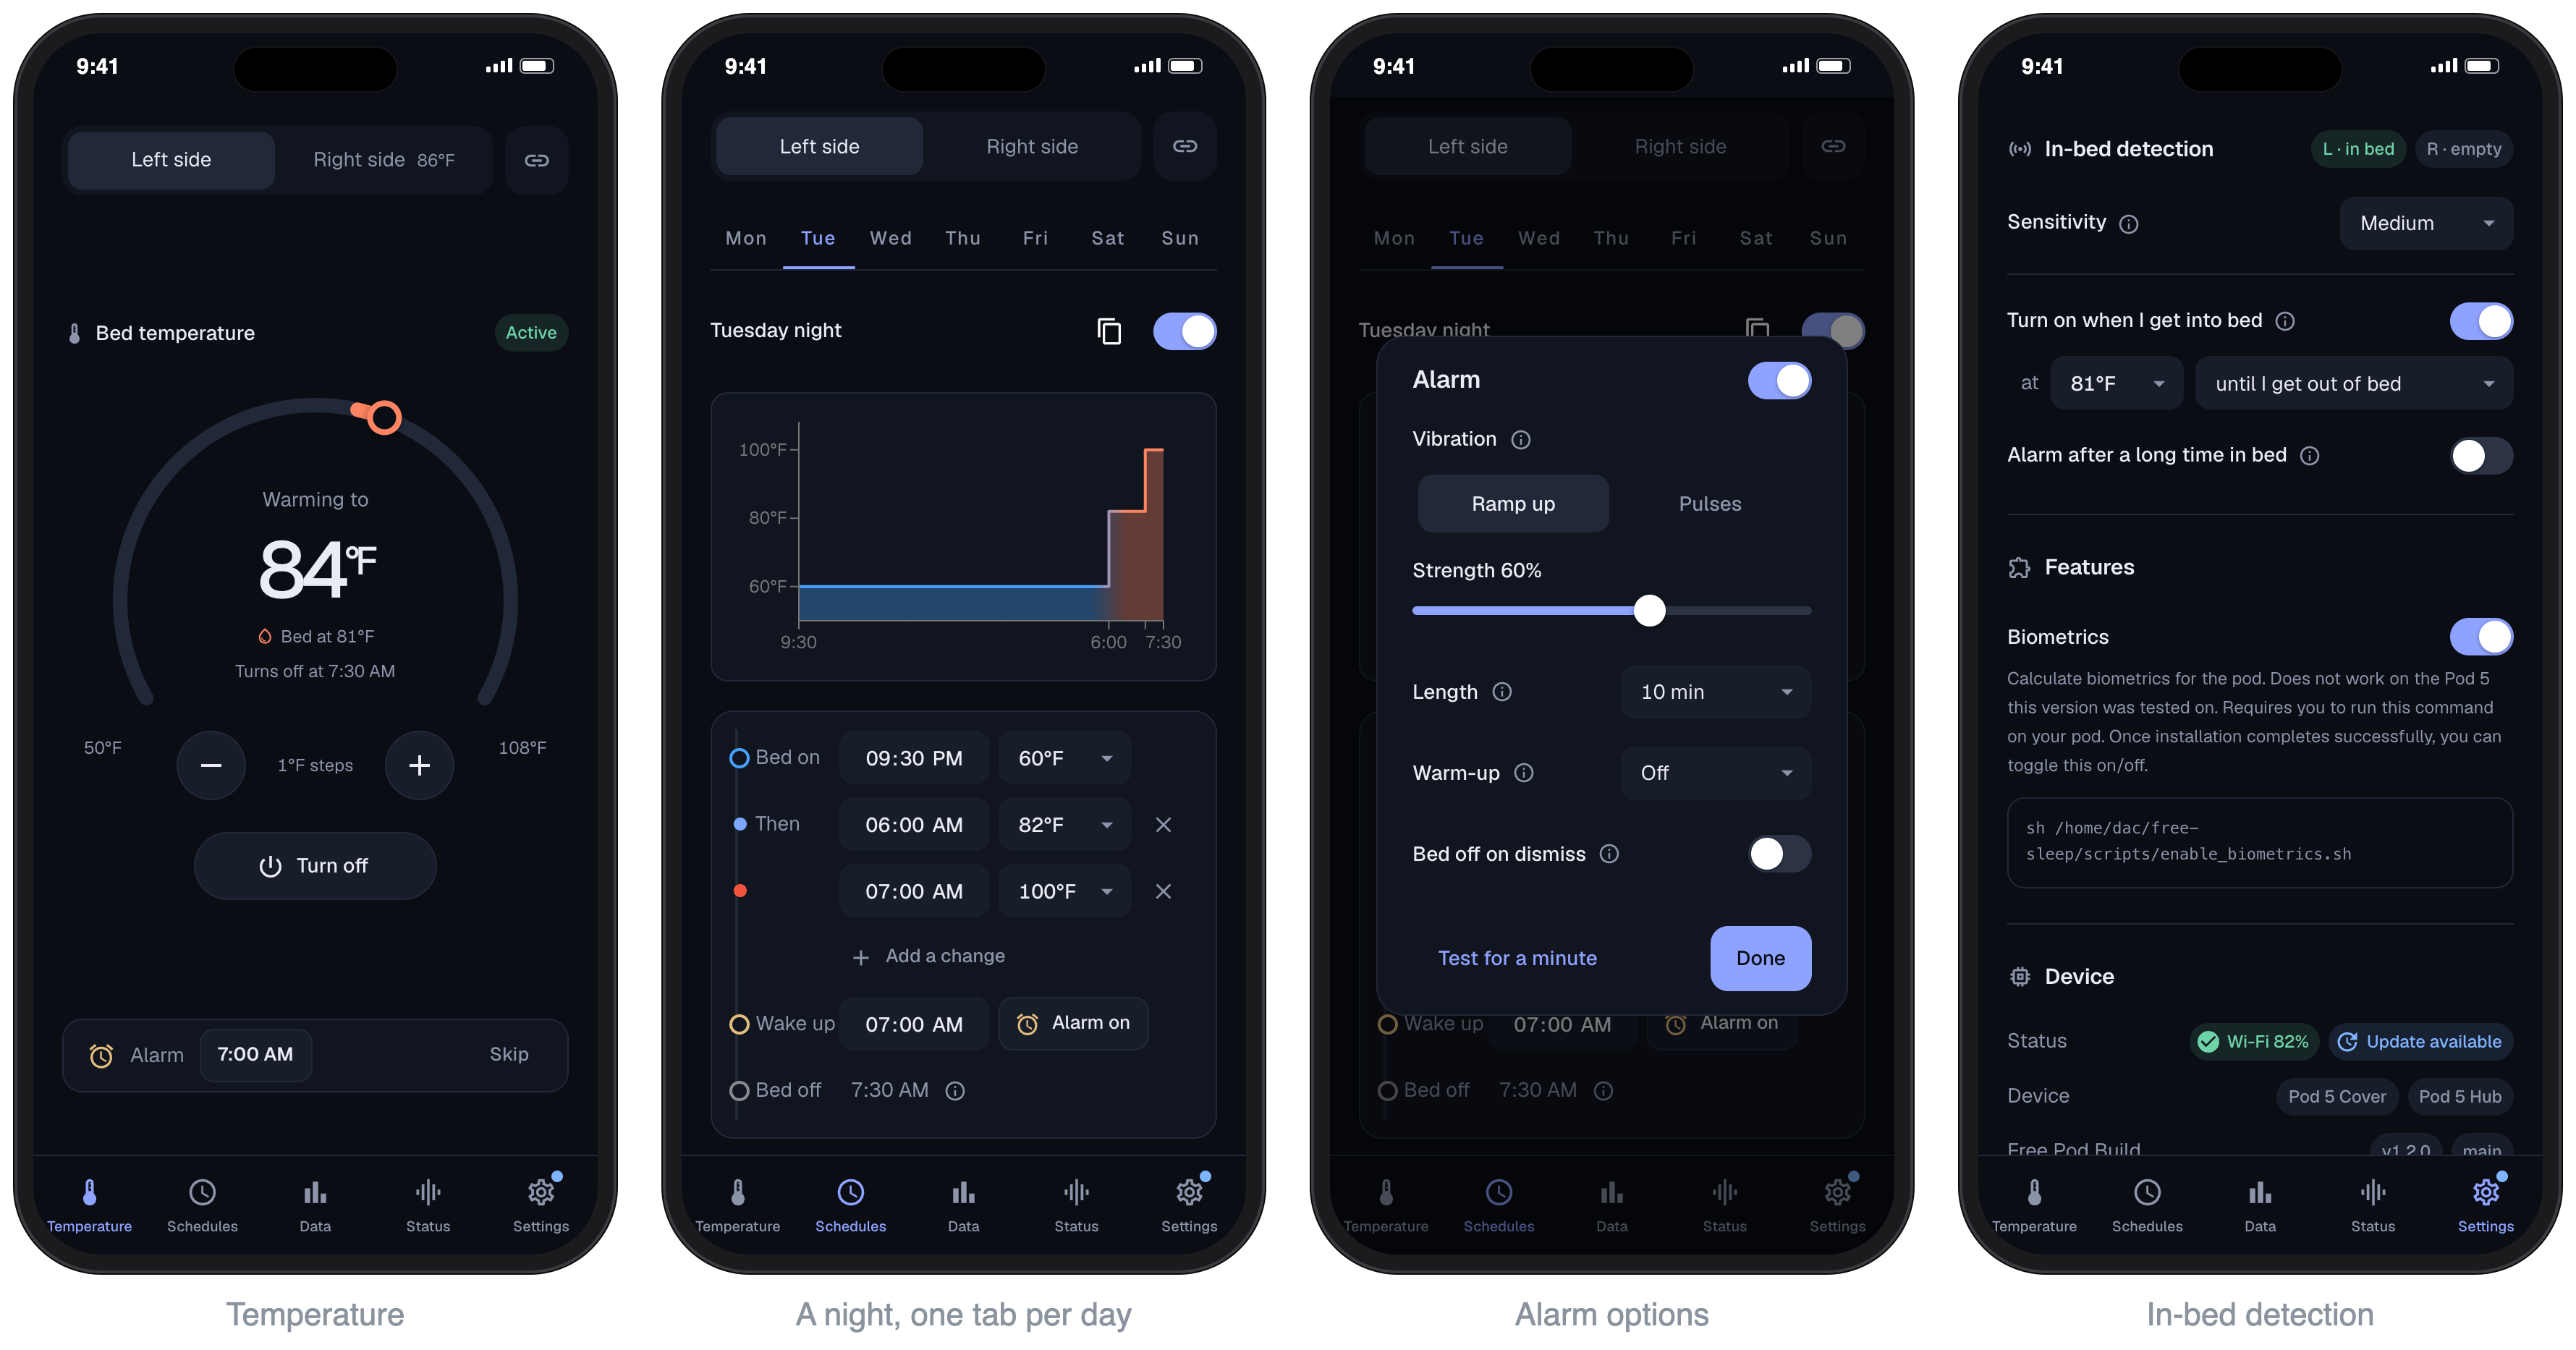 9:41
Left side
Right side 86°F
Bed temperature
Active
Warming to
84°F
Bed at 81°F
Turns off at 7:30 AM
50°F
1°F steps
108°F
Turn off
Alarm
7:00 AM
Skip
Temperature
Schedules
Data
Status
Settings
Temperature
9:41
Left side
Right side
Mon Tue Wed Thu Fri Sat Sun
Tuesday night
100°F
80°F
60°F
9:30 6:00 7:30
Bed on 09:30 PM 60°F
Then 06:00 AM 82°F
07:00 AM 100°F
Add a change
Wake up 07:00 AM Alarm on
Bed off 7:30 AM
Temperature
Schedules
Data
Status
Settings
A night, one tab per day
9:41
Left side
Right side
Mon Tue Wed Thu Fri Sat Sun
Tuesday night
Alarm
Vibration
Ramp up
Pulses
Strength 60%
Length
10 min
Warm-up
Off
Bed off on dismiss
Test for a minute
Done
Wake up 07:00 AM Alarm on
Bed off 7:30 AM
Temperature
Schedules
Data
Status
Settings
Alarm options
9:41
In-bed detection
L · in bed
R · empty
Sensitivity
Medium
Turn on when I get into bed
at 81°F until I get out of bed
Alarm after a long time in bed
Features
Biometrics
Calculate biometrics for the pod. Does not work on the Pod 5
this version was tested on. Requires you to run this command
on your pod. Once installation completes successfully, you can
toggle this on/off.
sh /home/dac/free-
sleep/scripts/enable_biometrics.sh
Device
Status
Wi-Fi 82%
Update available
Device
Pod 5 Cover
Pod 5 Hub
Free Pod Build
v1.2.0
main
Temperature
Schedules
Data
Status
Settings
In-bed detection